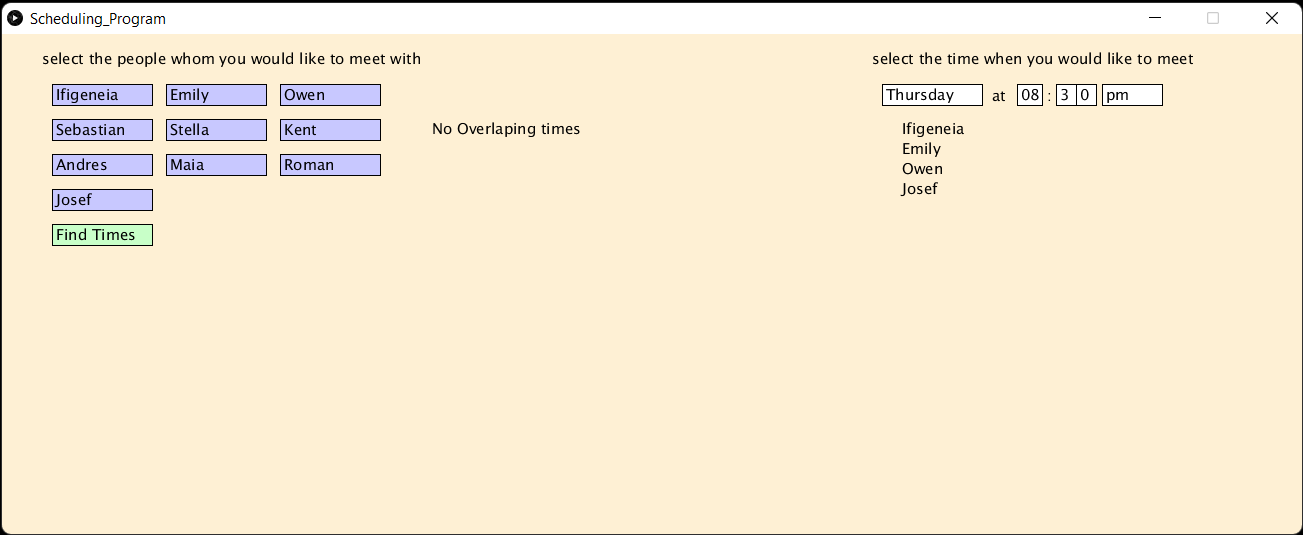 Scheduling_Program
select the people whom you would like to meet with
Ifigeneia Emily Owen
Sebastian Stella Kent
Andres Maia Roman
Josef
Find Times
No Overlaping times
select the time when you would like to meet
Thursday at 08 : 3 0 pm
Ifigeneia
Emily
Owen
Josef